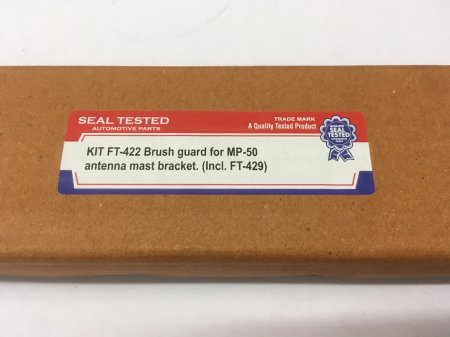 SEAL TESTED
AUTOMOTIVE PARTS
TRADE MARK
A Quality Tested Product
SEAL
TESTED
KIT FT-422 Brush guard for MP-50
antenna mast bracket. (Incl. FT-429)